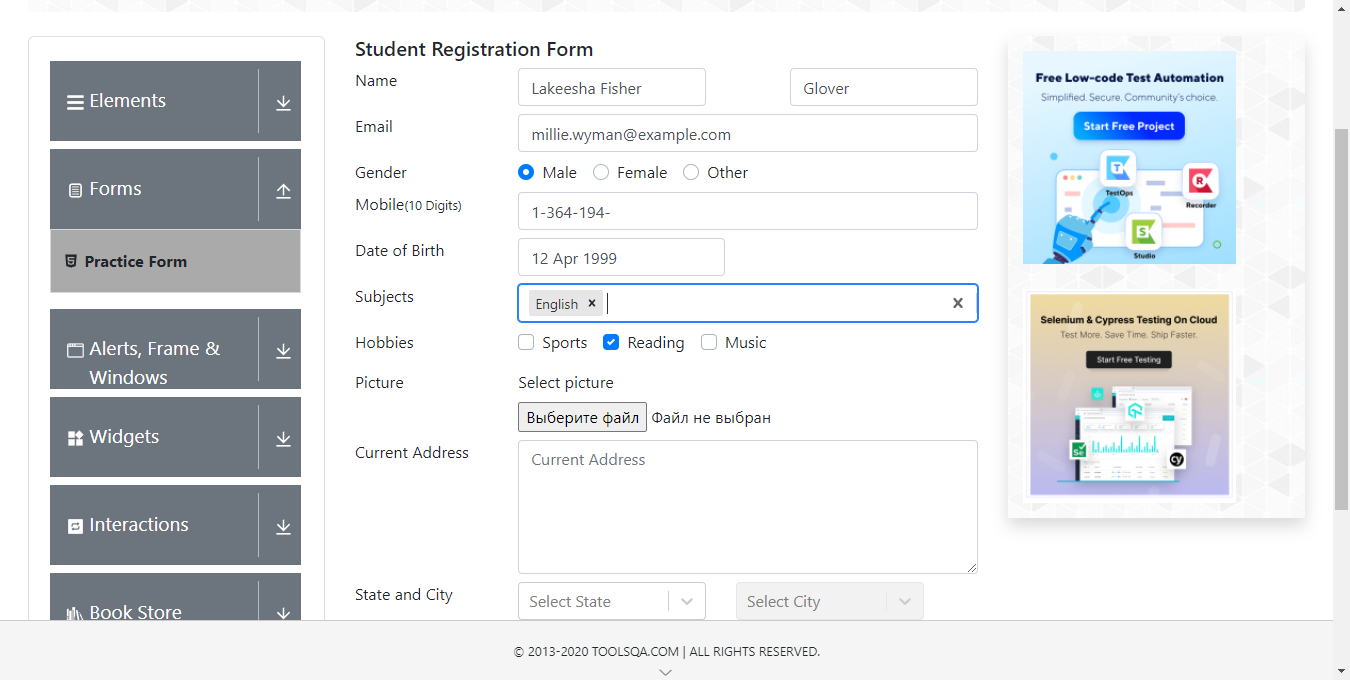 Elements
Forms
Practice Form
Alerts, Frame &
Windows
Widgets
Interactions
Book Store
Student Registration Form
Name
Lakeesha Fisher
Glover
Email
millie.wyman@example.com
Gender
Male
Female
Other
Mobile(10 Digits)
1-364-194-
Date of Birth
12 Apr 1999
Subjects
English
Hobbies
Sports
Reading
Music
Picture
Select picture
Выберите файл Файл не выбран
Current Address
Current Address
State and City
Select State
Select City
Free Low-code Test Automation
Simplified. Secure. Community's choice.
Start Free Project
TestOps
Recorder
Studio
Selenium & Cypress Testing On Cloud
Test More. Save Time. Ship Faster.
Start Free Testing
Se
cy
© 2013-2020 TOOLSQA.COM | ALL RIGHTS RESERVED.